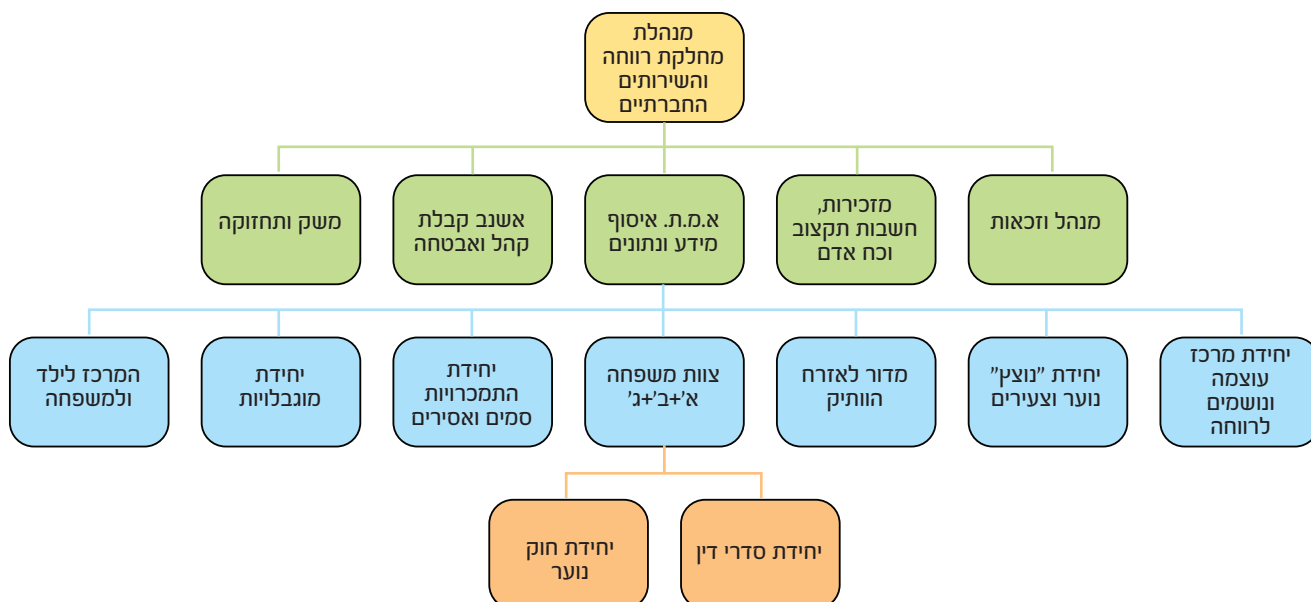 מנהלת
מחלקת רווחה
והשירותים
החברתיים
מנהל וזכאות
מזכירות,
חשבות תקצוב
וכח אדם
א.מ.ת. איסוף
מידע ונתונים
אשנב קבלת
קהל ואבטחה
משק ותחזוקה
יחידת מרכז
עוצמה
ונושמים
לרווחה
יחידת "נוצץ"
נוער וצעירים
מדור לאזרח
הוותיק
צוות משפחה
א'+ב'+ג'
יחידת
התמכרויות
סמים ואסירים
יחידת
מוגבלויות
המרכז לילד
ולמשפחה
יחידת סדרי דין
יחידת חוק
נוער